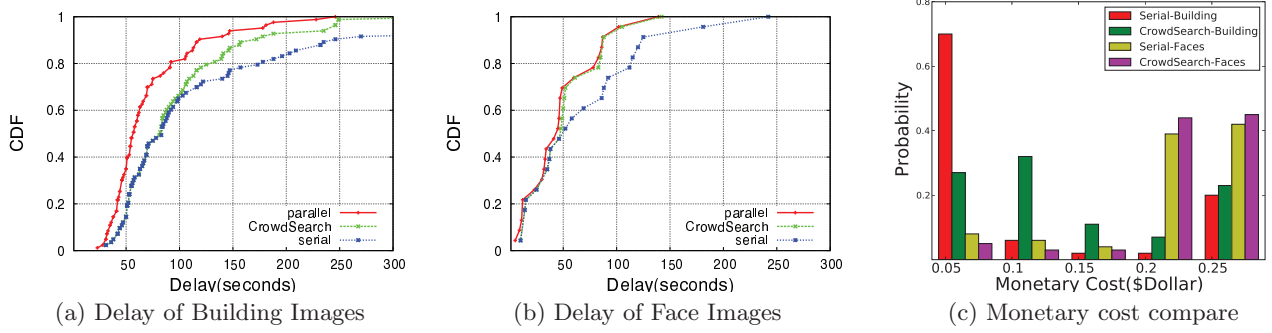 1
0.8
0.6
0.4
0.2
0
CDF
50
100
150
200
250
300
Delay(seconds)
parallel
CrowdSearch
serial
(a) Delay of Building Images
1
0.8
0.6
0.4
0.2
0
CDF
50
100
150
200
250
300
Delay(seconds)
parallel
CrowdSearch
serial
(b) Delay of Face Images
0.8
0.6
0.4
0.2
Probability
Serial-Building
CrowdSearch-Building
Serial-Faces
CrowdSearch-Faces
0.05
0.1
0.15
0.2
0.25
Monetary Cost($Dollar)
(c) Monetary cost compare